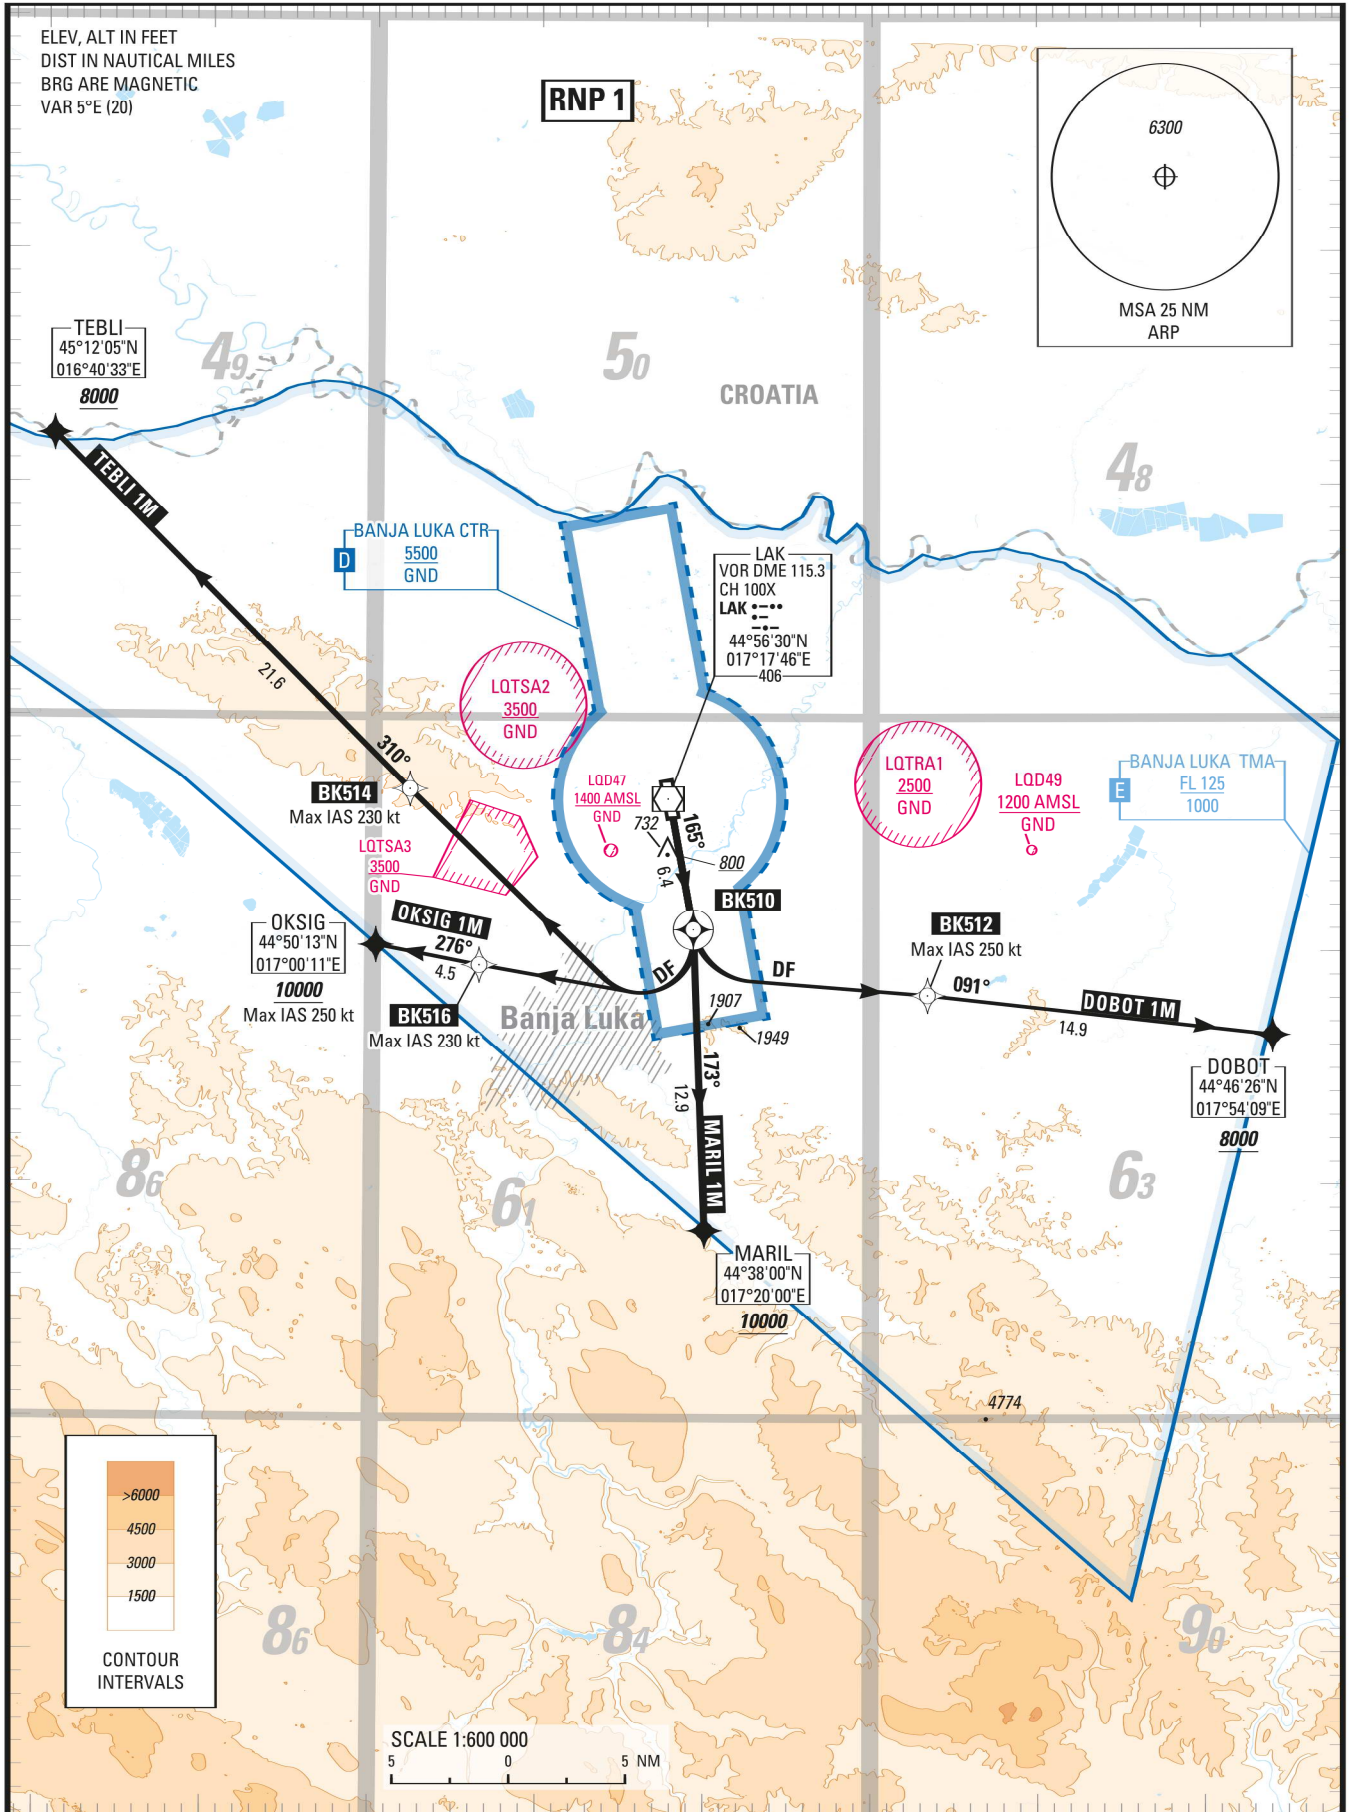 ELEV, ALT IN FEET
DIST IN NAUTICAL MILES
BRG ARE MAGNETIC
VAR 5°E (20)
RNP 1
6300
MSA 25 NM
ARP
TEBLI
45°12'05"N
016°40'33"E
8000
49
50
CROATIA
48
TEBLI 1M
BANJA LUKA CTR
D
5500
GND
LAK
VOR DME 115.3
CH 100X
LAK
44°56'30"N
017°17'46"E
406
21.6
310°
LQTSA2
3500
GND
BK514
Max IAS 230 kt
LQTSA3
3500
GND
LQD47
1400 AMSL
GND
732
165°
800
6.4
LQTRA1
2500
GND
LQD49
1200 AMSL
GND
BANJA LUKA TMA
E
FL 125
1000
BK510
OKSIG
44°50'13"N
017°00'11"E
10000
Max IAS 250 kt
OKSIG 1M
276°
4.5
BK516
Max IAS 230 kt
DF
DF
BK512
Max IAS 250 kt
091°
DOBOT 1M
14.9
Banja Luka
1907
1949
DOBOT
44°46'26"N
017°54'09"E
8000
173°
12.9
MARIL 1M
86
61
63
MARIL
44°38'00"N
017°20'00"E
10000
4774
>6000
4500
3000
1500
CONTOUR
INTERVALS
86
84
90
SCALE 1:600 000
5 0 5 NM